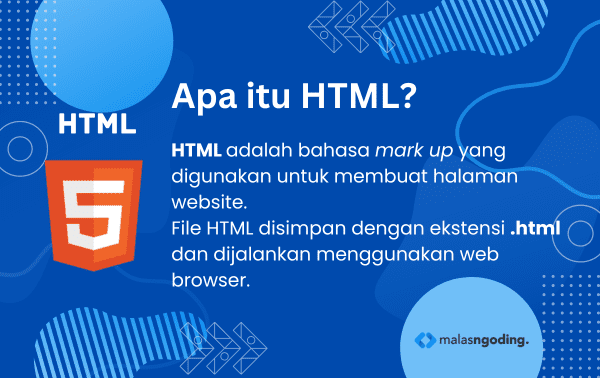 Apa itu HTML?
HTML
5
HTML adalah bahasa mark up yang
digunakan untuk membuat halaman
website.
File HTML disimpan dengan ekstensi .html
dan dijalankan menggunakan web
browser.
malasngoding.